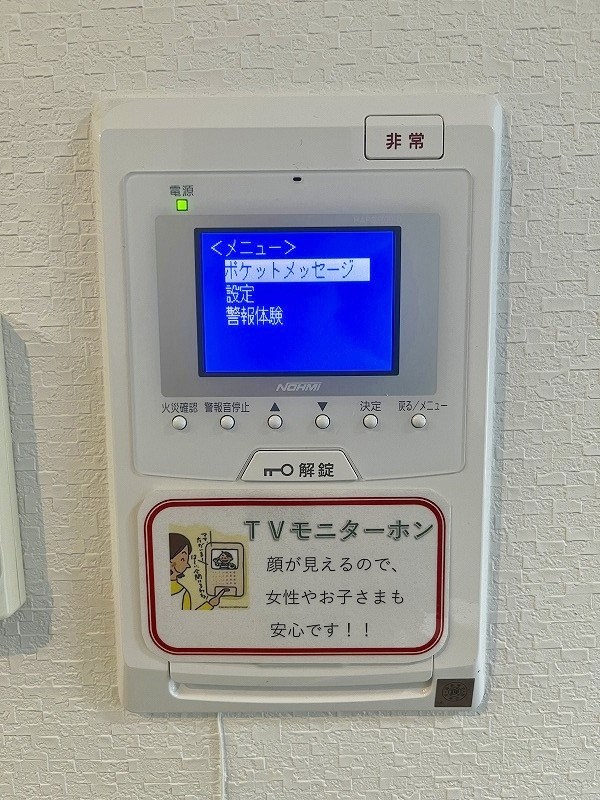 非常
電源
＜メニュー＞
ポケットメッセージ
設定
警報体験
NOHMI
火災確認 警報音停止 ▲ ▼ 決定 戻る/メニュー
解錠
TVモニターホン
顔が見えるので、
女性やお子さまも
安心です！！